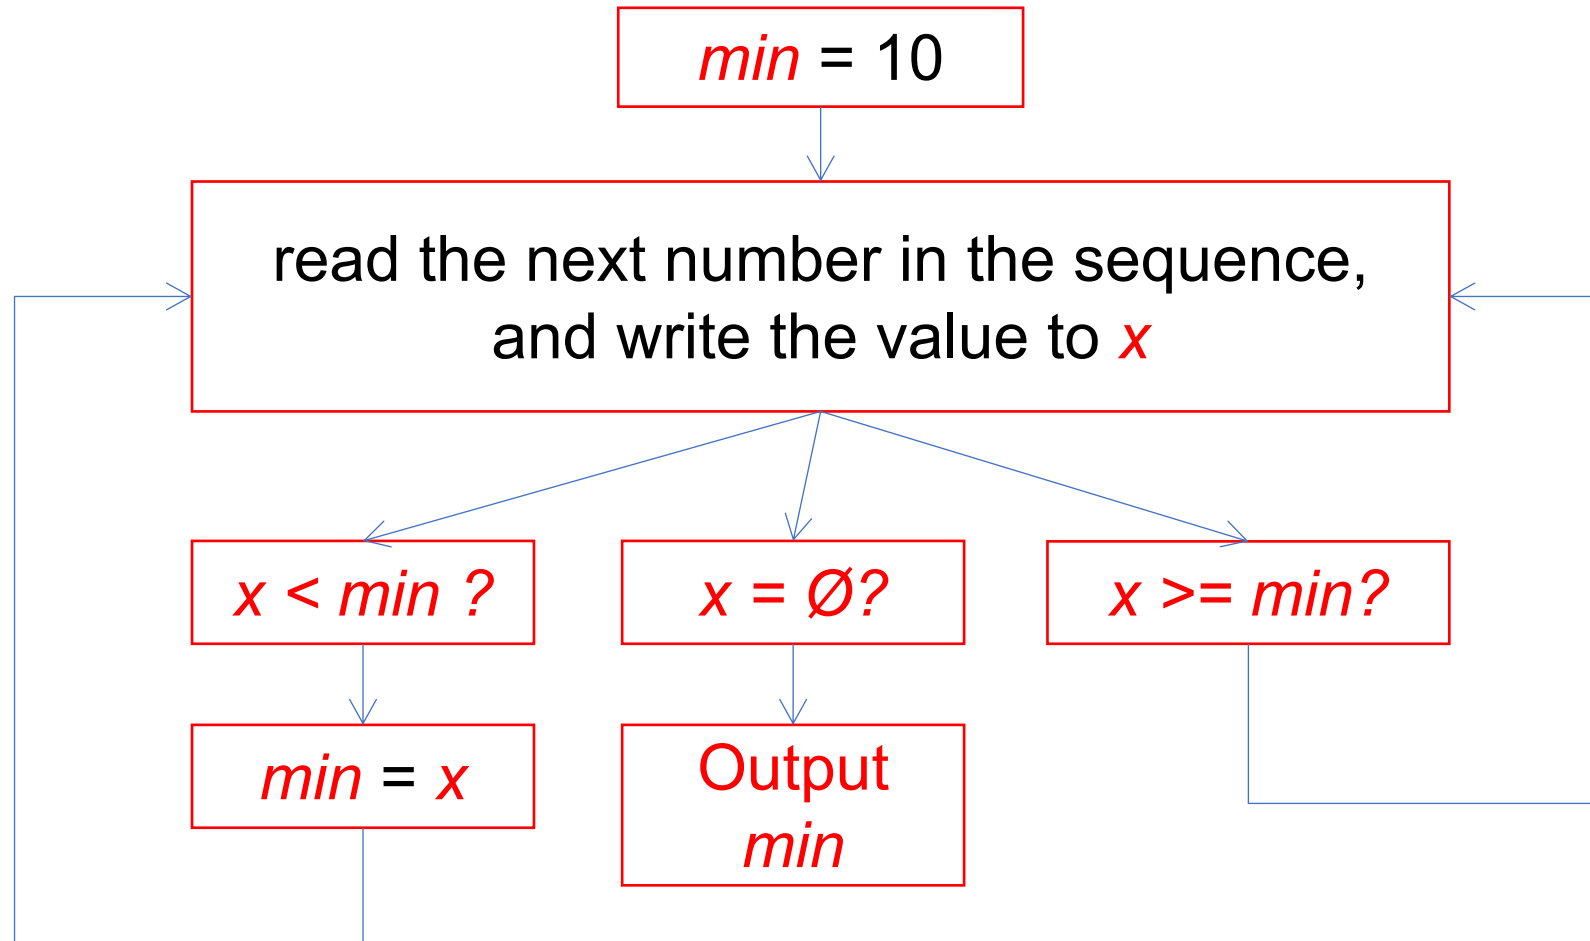 min = 10
read the next number in the sequence,
and write the value to x
x < min ?
x = Ø?
x >= min?
min = x
Output
min